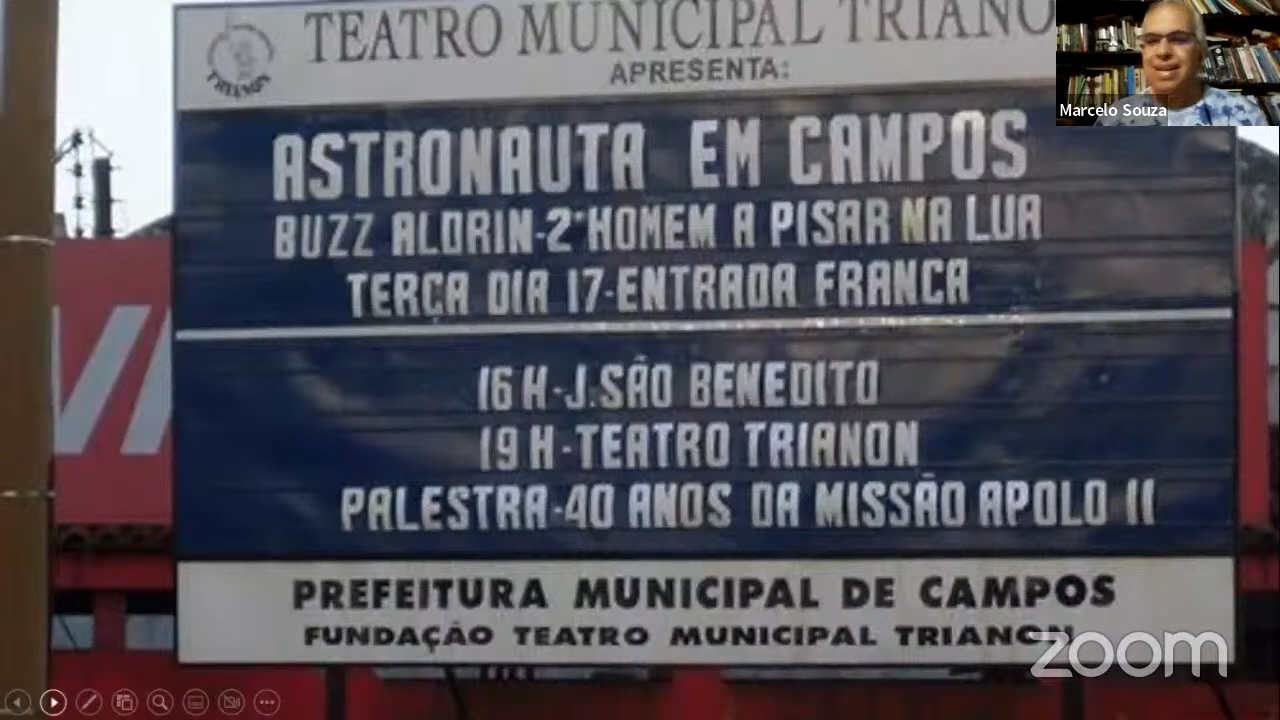 TEATRO MUNICIPAL TRIANO
TRIANON
APRESENTA:
Marcelo Souza
ASTRONAUTA EM CAMPOS
BUZZ ALDRIN-2°HOMEM A PISAR NA LUA
TERÇA DIA 17-ENTRADA FRANCA
16 H-J.SÃO BENEDITO
19 H-TEATRO TRIANON
PALESTRA-40 ANOS DA MISSÃO APOLO 11
PREFEITURA MUNICIPAL DE CAMPOS
FUNDAÇÃO TEATRO MUNICIPAL TRIANON
zoom